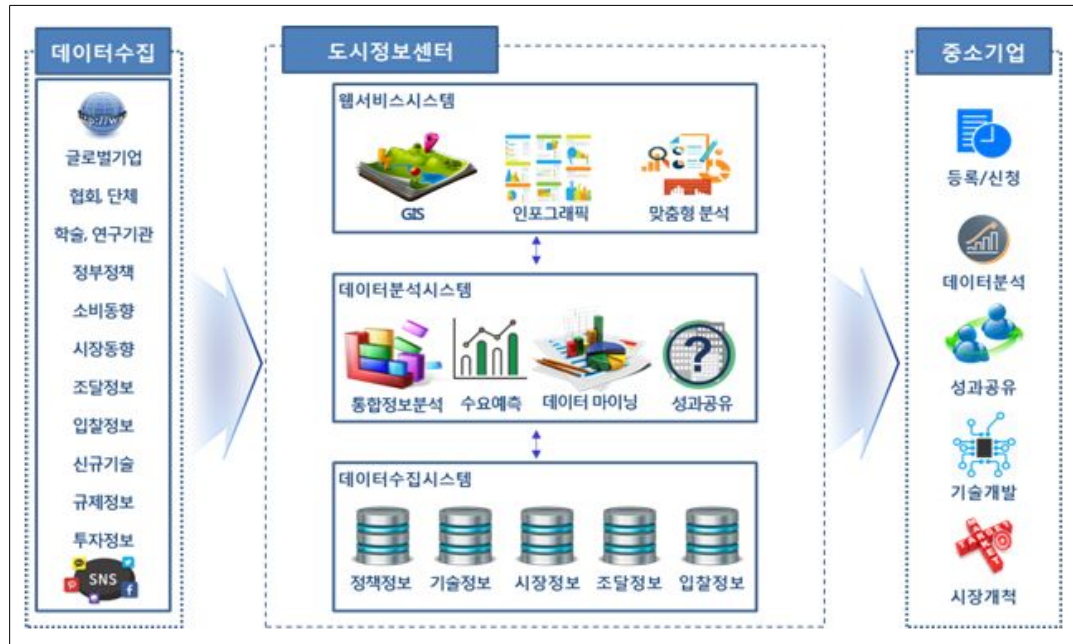 데이터수집
글로벌기업
협회, 단체
학술, 연구기관
정부정책
소비동향
시장동향
조달정보
입찰정보
신규기술
규제정보
투자정보
SNS
도시정보센터
웹서비스시스템
GIS 인포그래픽 맞춤형 분석
데이터분석시스템
통합정보분석 수요예측 데이터 마이닝 성과공유
데이터수집시스템
정책정보 기술정보 시장정보 조달정보 입찰정보
중소기업
등록/신청
데이터분석
성과공유
기술개발
시장개척